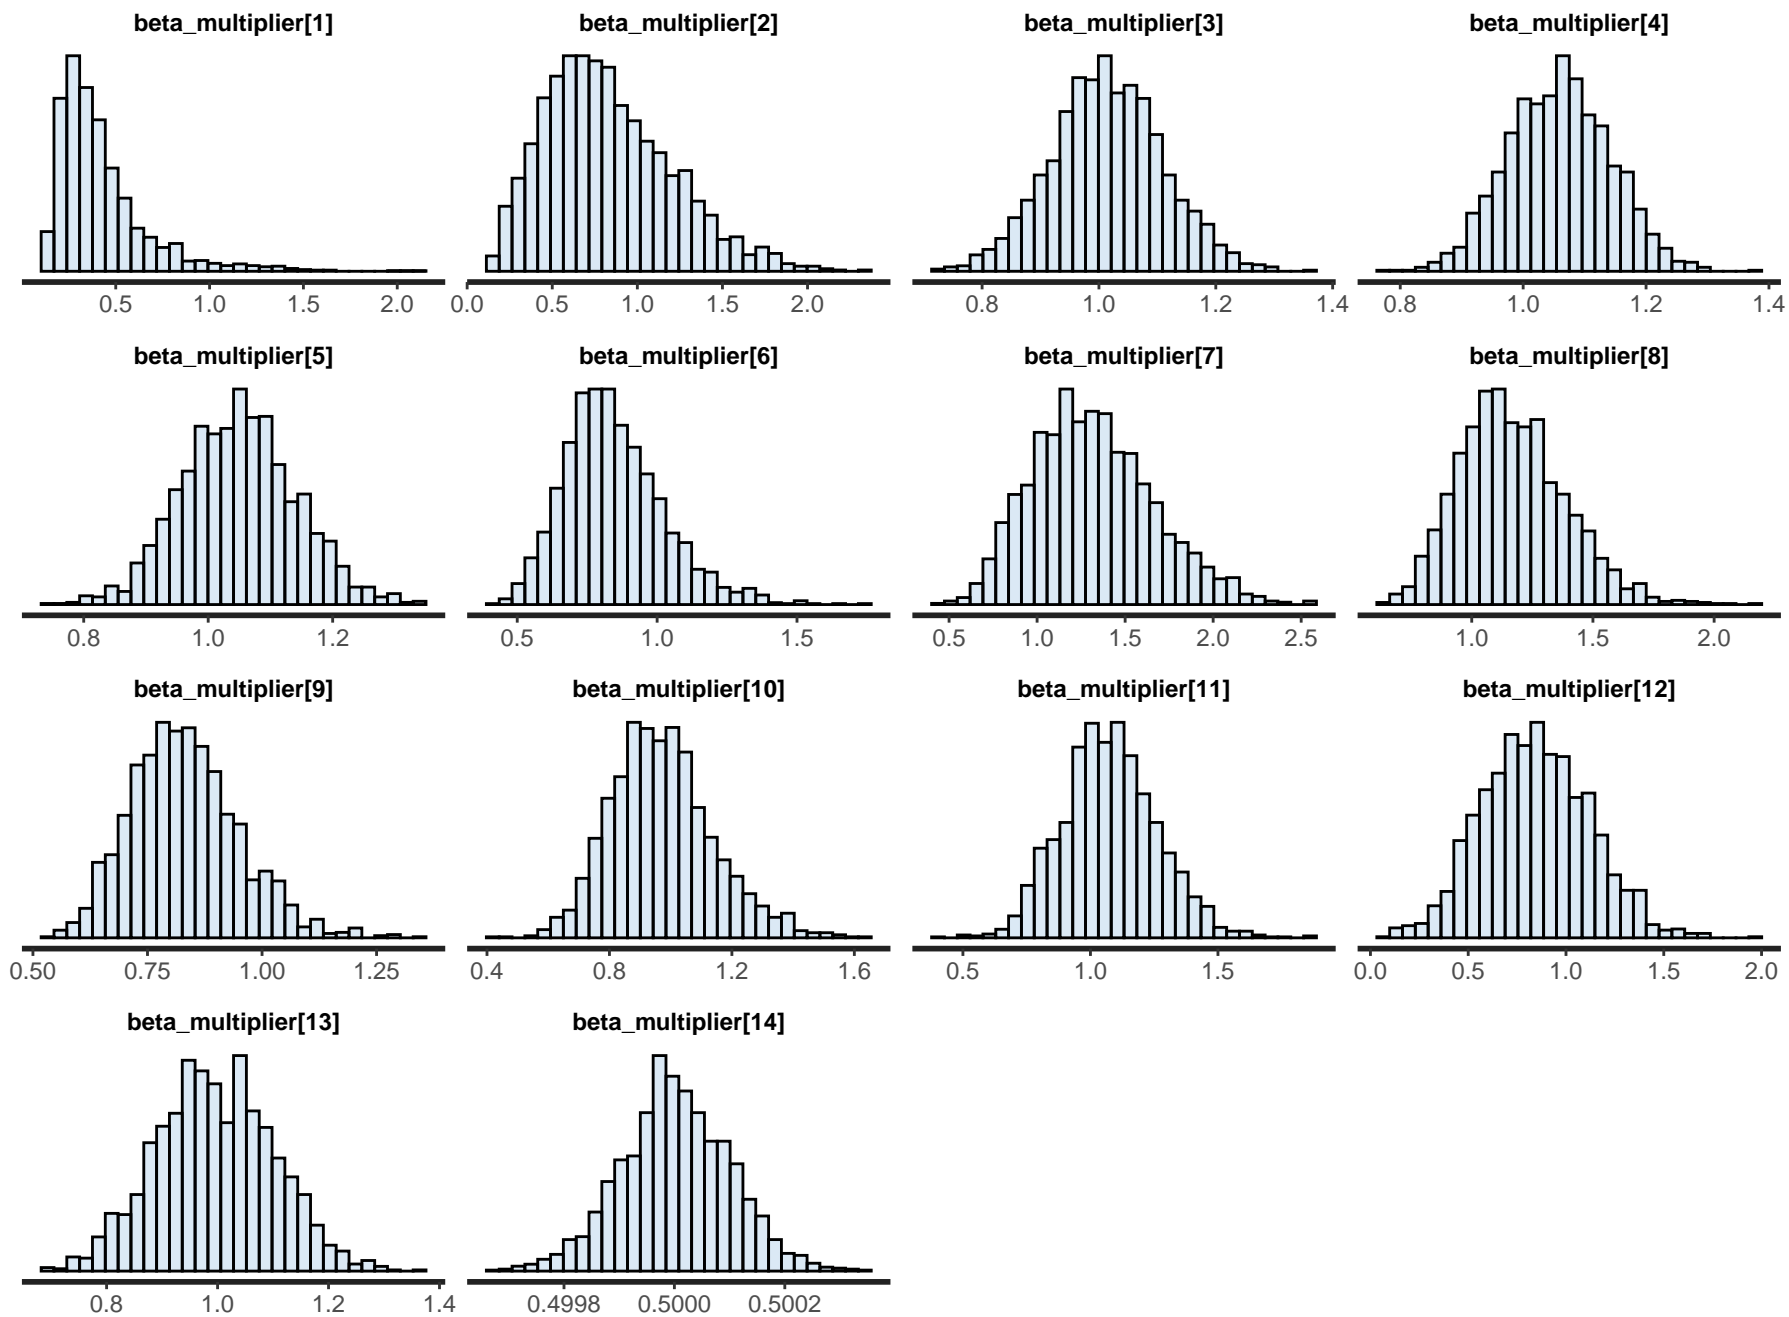 beta_multiplier[1] beta_multiplier[2] beta_multiplier[3] beta_multiplier[4]
0.5 1.0 1.5 2.0 0.0 0.5 1.0 1.5 2.0 0.8 1.0 1.2 1.4 0.8 1.0 1.2 1.4
beta_multiplier[5] beta_multiplier[6] beta_multiplier[7] beta_multiplier[8]
0.8 1.0 1.2 0.5 1.0 1.5 0.5 1.0 1.5 2.0 2.5 1.0 1.5 2.0
beta_multiplier[9] beta_multiplier[10] beta_multiplier[11] beta_multiplier[12]
0.50 0.75 1.00 1.25 0.4 0.8 1.2 1.6 0.5 1.0 1.5 0.0 0.5 1.0 1.5 2.0
beta_multiplier[13] beta_multiplier[14]
0.8 1.0 1.2 1.4 0.4998 0.5000 0.5002